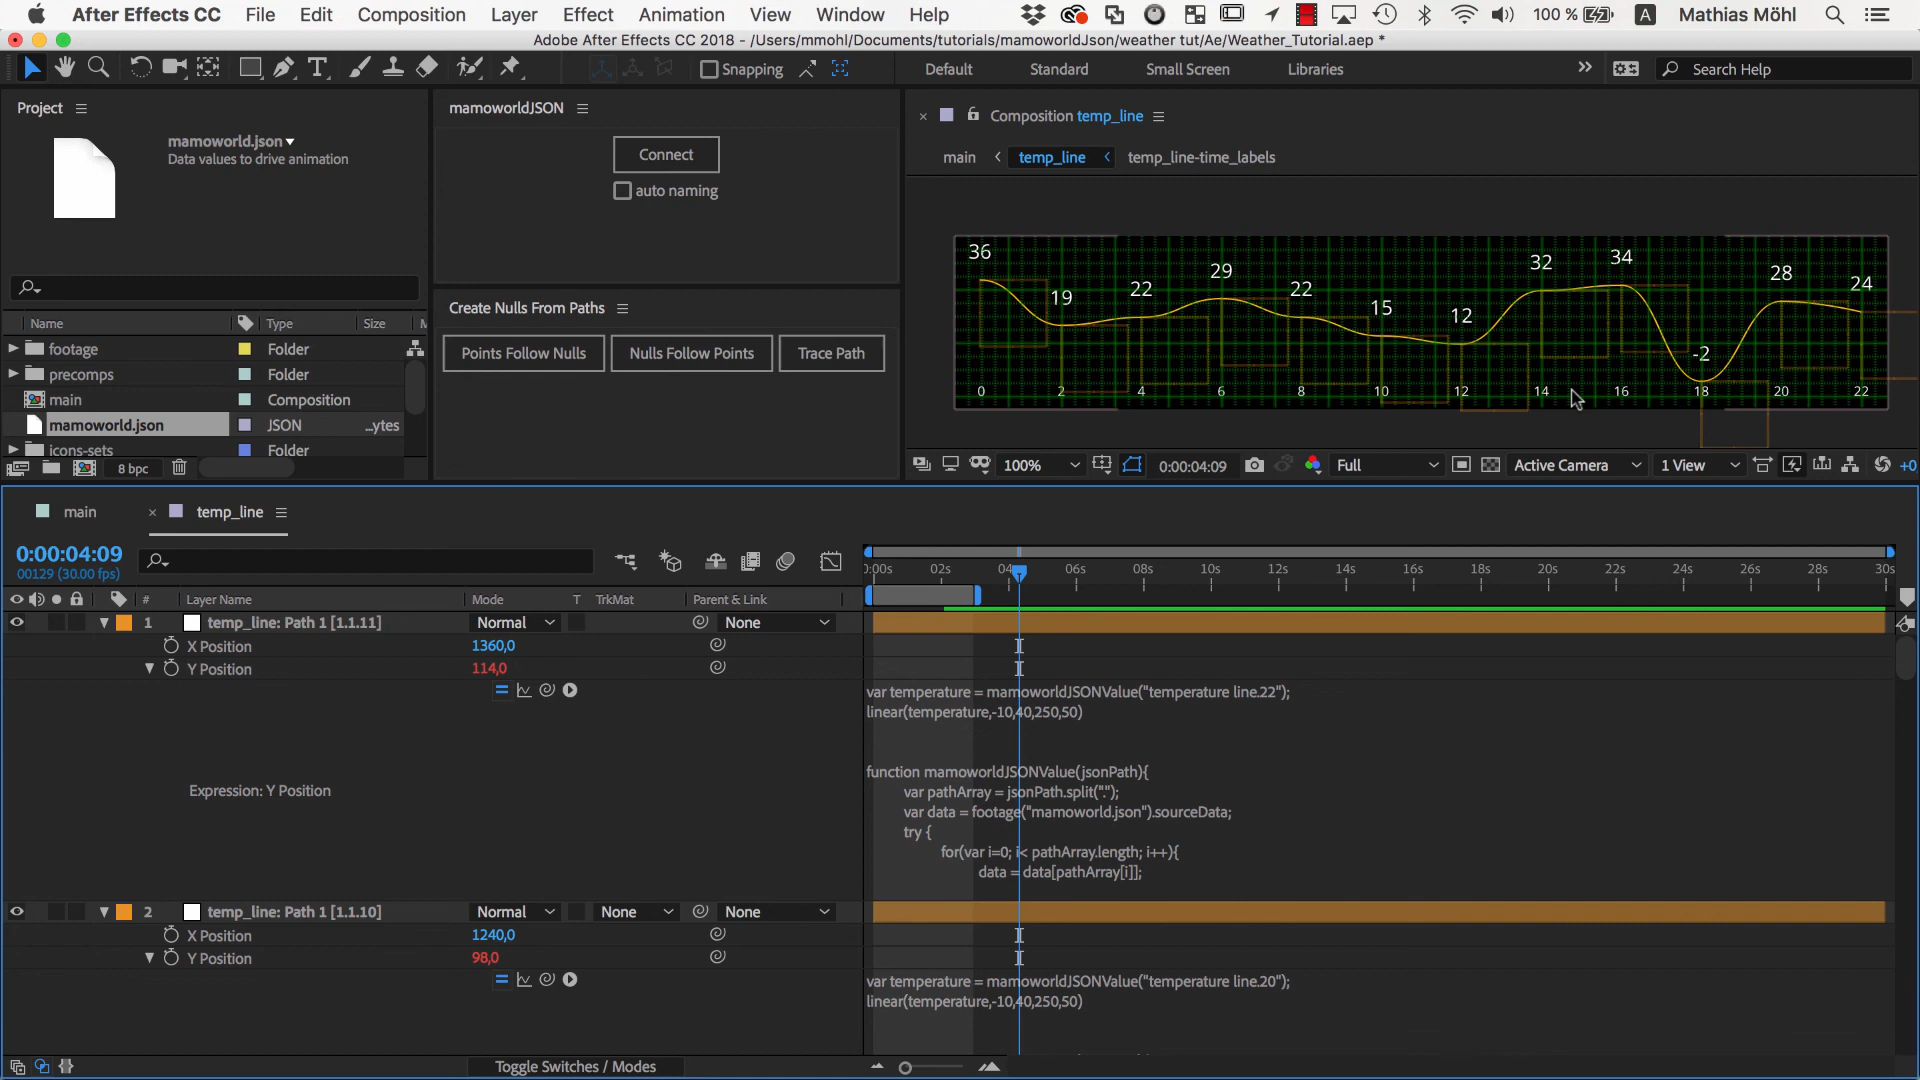 After Effects CC File Edit Composition Layer Effect Animation View Window Help 100 % A Mathias Möhl
Adobe After Effects CC 2018 - /Users/mmohl/Documents/tutorials/mamoworldJson/weather tut/Ae/Weather_Tutorial.aep *
Snapping Default Standard Small Screen Libraries Search Help
Project
mamoworld.json
Data values to drive animation
Name Type Size
footage Folder
precomps Folder
main Composition
mamoworld.json JSON ...ytes
icons-sets Folder
8 bpc
mamoworldJSON
Connect
auto naming
Create Nulls From Paths
Points Follow Nulls Nulls Follow Points Trace Path
Composition temp_line
main temp_line temp_line-time_labels
36 19 22 29 22 15 12 32 34 -2 28 24
0 2 4 6 8 10 12 14 16 18 20 22
100% 0:00:04:09 Full Active Camera 1 View +0
main temp_line
0:00:04:09
00129 (30.00 fps)
:00s 02s 04 06s 08s 10s 12s 14s 16s 18s 20s 22s 24s 26s 28s 30s
# Layer Name Mode T TrkMat Parent & Link
1 temp_line: Path 1 [1.1.11] Normal None
X Position 1360,0
Y Position 114,0
var temperature = mamoworldJSONValue("temperature line.22");
linear(temperature,-10,40,250,50)
function mamoworldJSONValue(jsonPath){
Expression: Y Position
var pathArray = jsonPath.split(".");
var data = footage("mamoworld.json").sourceData;
try {
for(var i=0; i< pathArray.length; i++){
data = data[pathArray[i]];
2 temp_line: Path 1 [1.1.10] Normal None None
X Position 1240,0
Y Position 98,0
var temperature = mamoworldJSONValue("temperature line.20");
linear(temperature,-10,40,250,50)
Toggle Switches / Modes